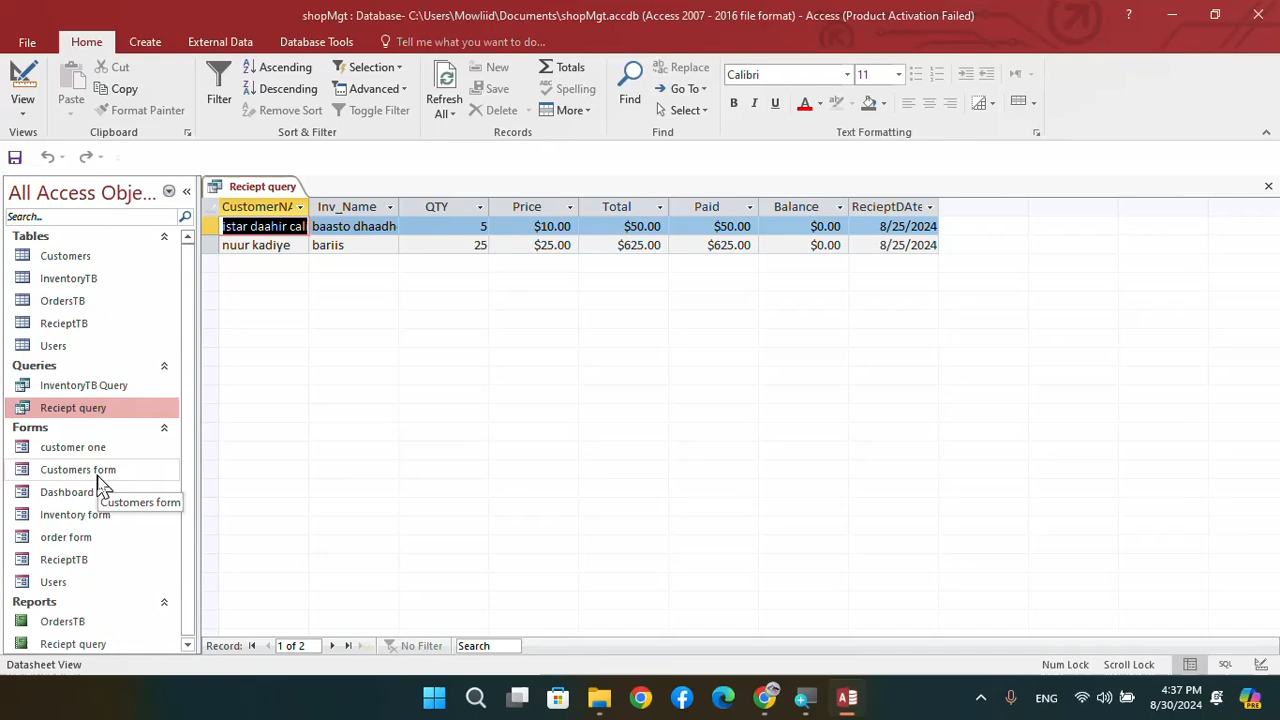 shopMgt : Database- C:\Users\Mowliid\Documents\shopMgt.accdb (Access 2007 - 2016 file format) - Access (Product Activation Failed)
File Home Create External Data Database Tools Tell me what you want to do...
View
Views
Paste
Cut
Copy
Format Painter
Clipboard
Filter
Ascending
Descending
Remove Sort
Selection
Advanced
Toggle Filter
Sort & Filter
Refresh
All
New
Save
Delete
Totals
Spelling
More
Records
Find
Replace
Go To
Select
Find
Calibri 11
B I U A
Text Formatting
All Access Obje...
Search...
Tables
Customers
InventoryTB
OrdersTB
RecieptTB
Users
Queries
InventoryTB Query
Reciept query
Forms
customer one
Customers form
Dashboard
Customers form
Inventory form
order form
RecieptTB
Users
Reports
OrdersTB
Reciept query
Reciept query
CustomerNA Inv_Name QTY Price Total Paid Balance RecieptDAte
istar daahir cali baasto dhaadh 5 $10.00 $50.00 $50.00 $0.00 8/25/2024
nuur kadiye bariis 25 $25.00 $625.00 $625.00 $0.00 8/25/2024
Record: 1 of 2 No Filter Search
Datasheet View Num Lock Scroll Lock SQL
ENG 4:37 PM
8/30/2024
PRE